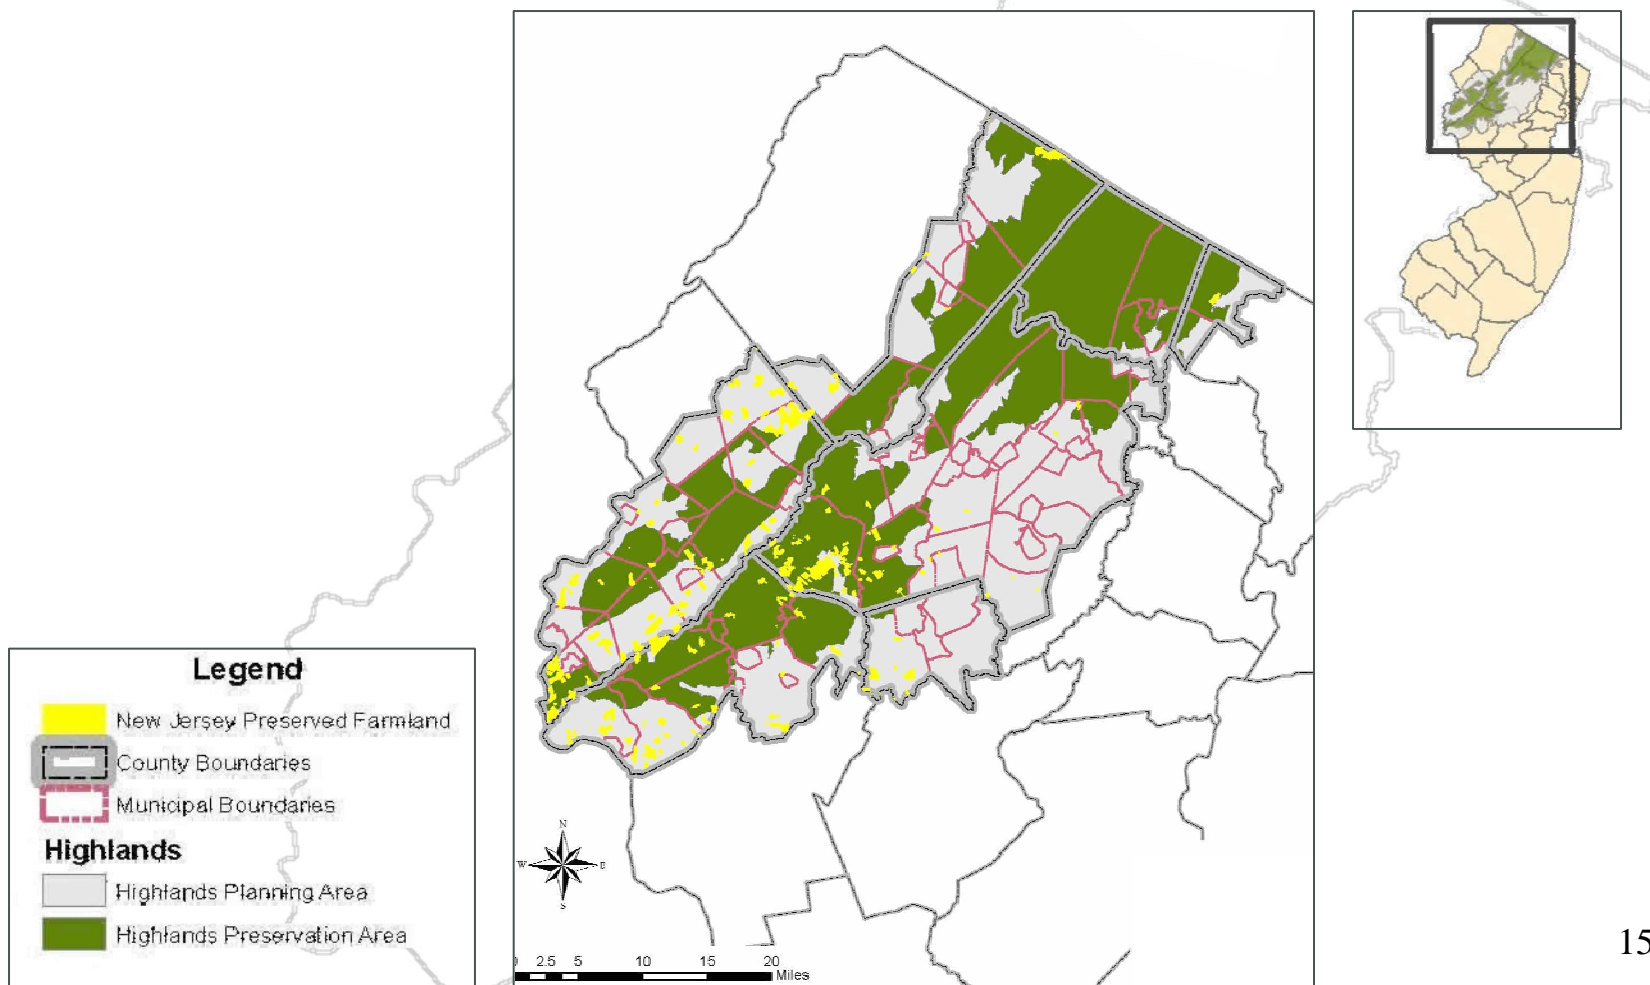 Legend
New Jersey Preserved Farmland
County Boundaries
Municipal Boundaries
Highlands
Highlands Planning Area
Highlands Preservation Area
N
W E
S
0 2.5 5 10 15 20
Miles
15